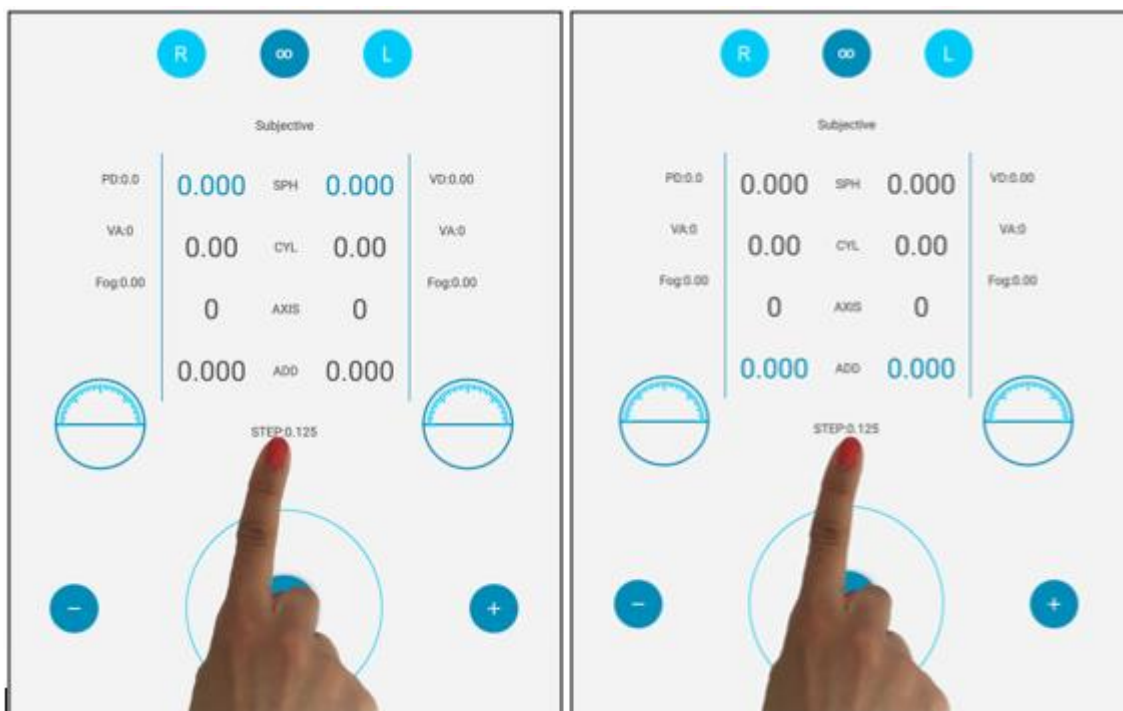 R ∞ L
Subjective
PD:0.0 0.000 SPH 0.000 VD:0.00
VA:0 0.00 CYL 0.00 VA:0
Fog:0.00 Fog:0.00
0 AXIS 0
0.000 ADD 0.000
STEP:0.125
− +
R ∞ L
Subjective
PD:0.0 0.000 SPH 0.000 VD:0.00
VA:0 0.00 CYL 0.00 VA:0
Fog:0.00 Fog:0.00
0 AXIS 0
0.000 ADD 0.000
STEP:0.125
− +